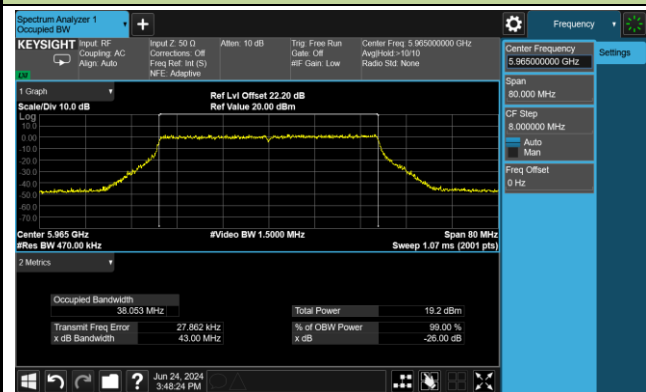 Spectrum Analyzer 1
Occupied BW
Frequency
KEYSIGHT
Input: RF
Coupling: AC
Align: Auto
Input Z: 50 Ω
Corrections: Off
Freq Ref: Int (S)
NFE: Adaptive
Atten: 10 dB
Trig: Free Run
Gate: Off
#IF Gain: Low
Center Freq: 5.965000000 GHz
Avg|Hold:>10/10
Radio Std: None
1 Graph
Scale/Div 10.0 dB
Ref Lvl Offset 22.20 dB
Ref Value 20.00 dBm
Log
10.0
0.00
-10.0
-20.0
-30.0
-40.0
-50.0
-60.0
-70.0
Center 5.965 GHz
#Res BW 470.00 kHz
#Video BW 1.5000 MHz
Span 80 MHz
Sweep 1.07 ms (2001 pts)
2 Metrics
Occupied Bandwidth
38.053 MHz
Total Power 19.2 dBm
Transmit Freq Error 27.862 kHz
% of OBW Power 99.00 %
x dB Bandwidth 43.00 MHz
x dB -26.00 dB
Jun 24, 2024
3:48:24 PM
Center Frequency
5.965000000 GHz
Settings
Span
80.000 MHz
CF Step
8.000000 MHz
Auto
Man
Freq Offset
0 Hz